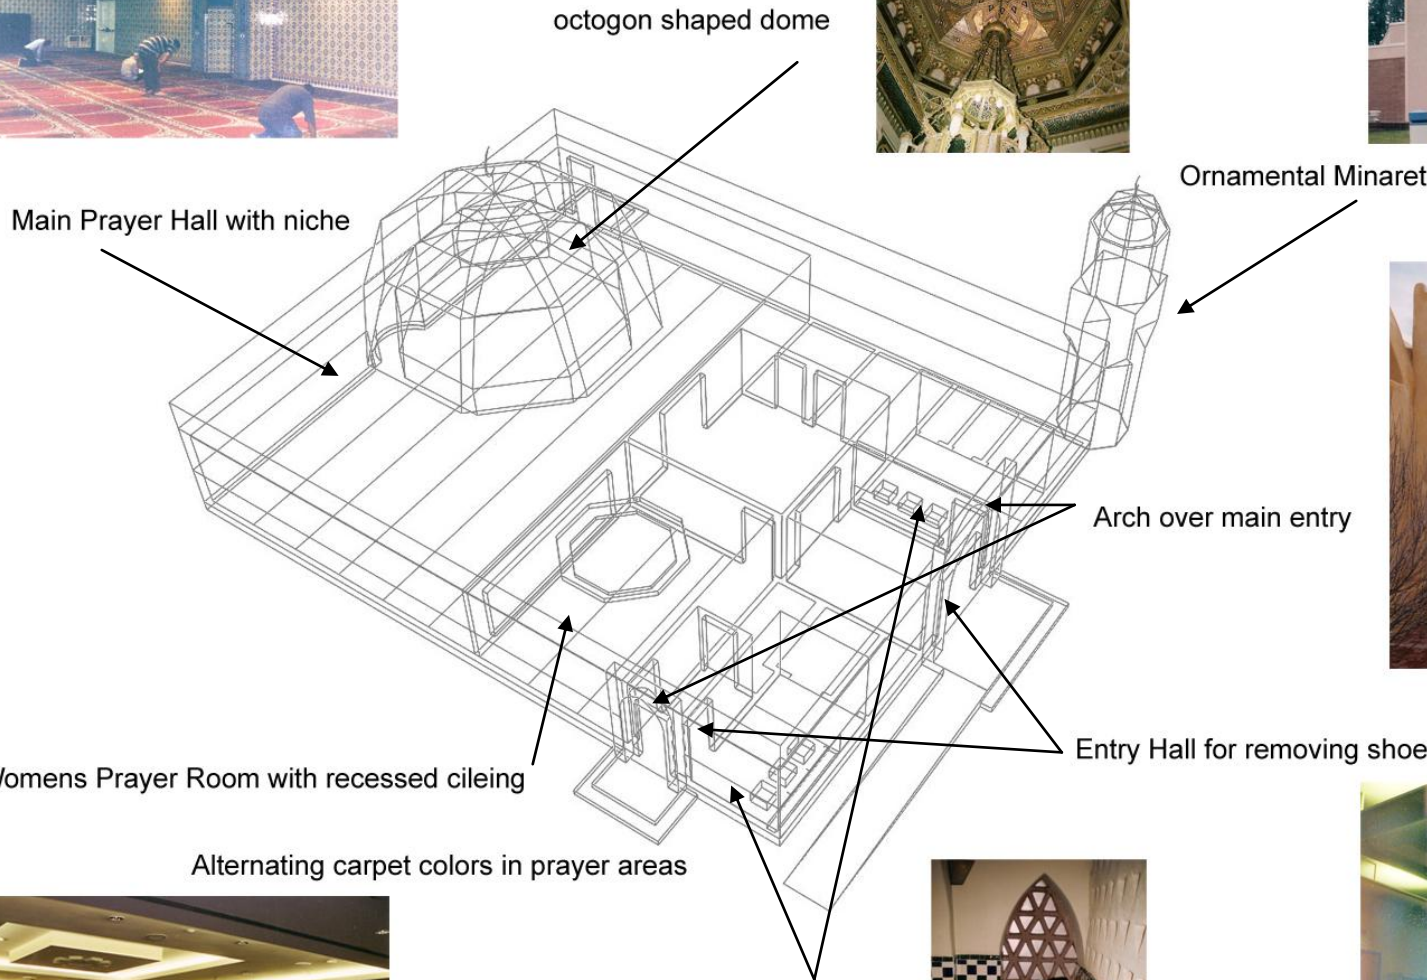 octogon shaped dome
Ornamental Minaret
Main Prayer Hall with niche
Arch over main entry
Entry Hall for removing shoe
omens Prayer Room with recessed cileing
Alternating carpet colors in prayer areas